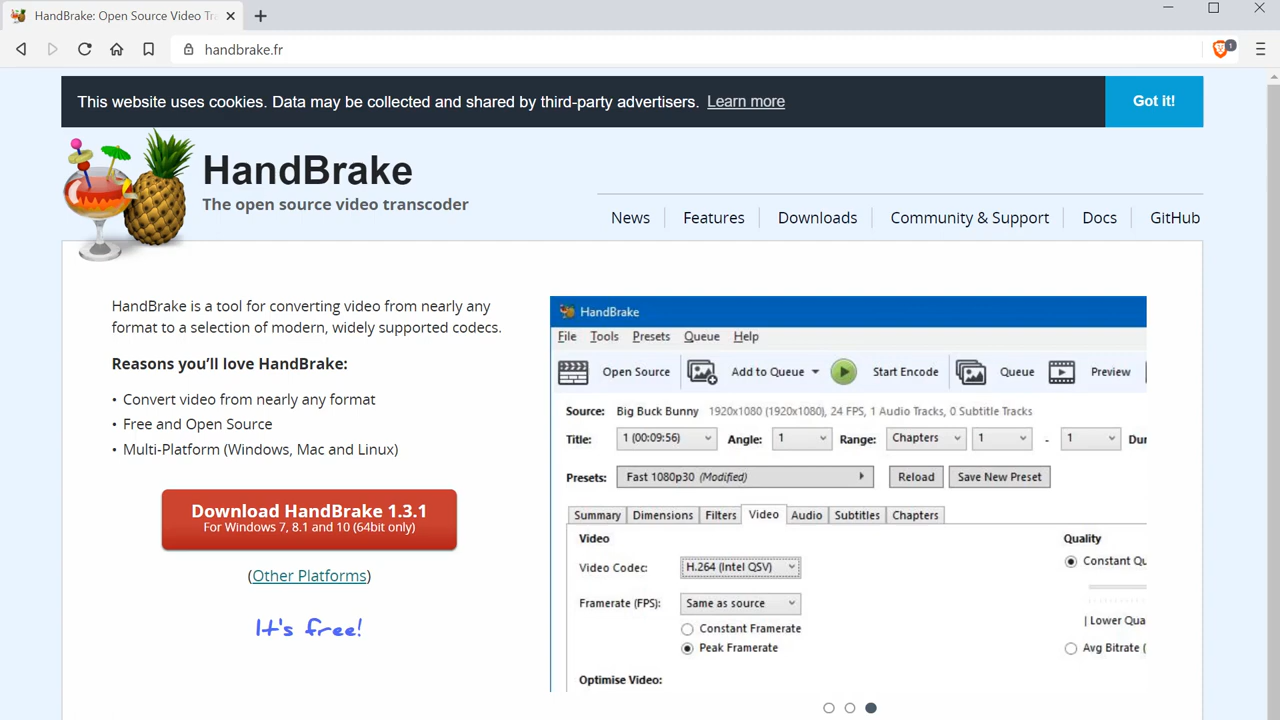 HandBrake: Open Source Video Tr
handbrake.fr
1
This website uses cookies. Data may be collected and shared by third-party advertisers. Learn more
Got it!
HandBrake
The open source video transcoder
News
Features
Downloads
Community & Support
Docs
GitHub
HandBrake is a tool for converting video from nearly any
format to a selection of modern, widely supported codecs.
Reasons you’ll love HandBrake:
• Convert video from nearly any format
• Free and Open Source
• Multi-Platform (Windows, Mac and Linux)
Download HandBrake 1.3.1
For Windows 7, 8.1 and 10 (64bit only)
(Other Platforms)
It's free!
HandBrake
File Tools Presets Queue Help
Open Source Add to Queue Start Encode Queue Preview
Source: Big Buck Bunny 1920x1080 (1920x1080), 24 FPS, 1 Audio Tracks, 0 Subtitle Tracks
Title: 1 (00:09:56) Angle: 1 Range: Chapters 1 - 1 Dur
Presets: Fast 1080p30 (Modified) Reload Save New Preset
Summary Dimensions Filters Video Audio Subtitles Chapters
Video Quality
Video Codec: H.264 (Intel QSV) Constant Qu
Framerate (FPS): Same as source
Constant Framerate | Lower Qua
Peak Framerate Avg Bitrate (
Optimise Video: